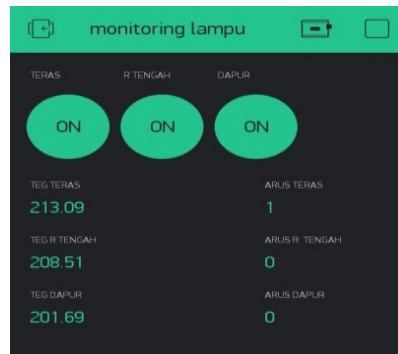 monitoring lampu
TERAS R TENGAH DAPUR
ON ON ON
TEG TERAS ARUS TERAS
213.09 1
TEG R.TENGAH ARUS R. TENGAH
208.51 0
TEG DAPUR ARUS DAPUR
201.69 0